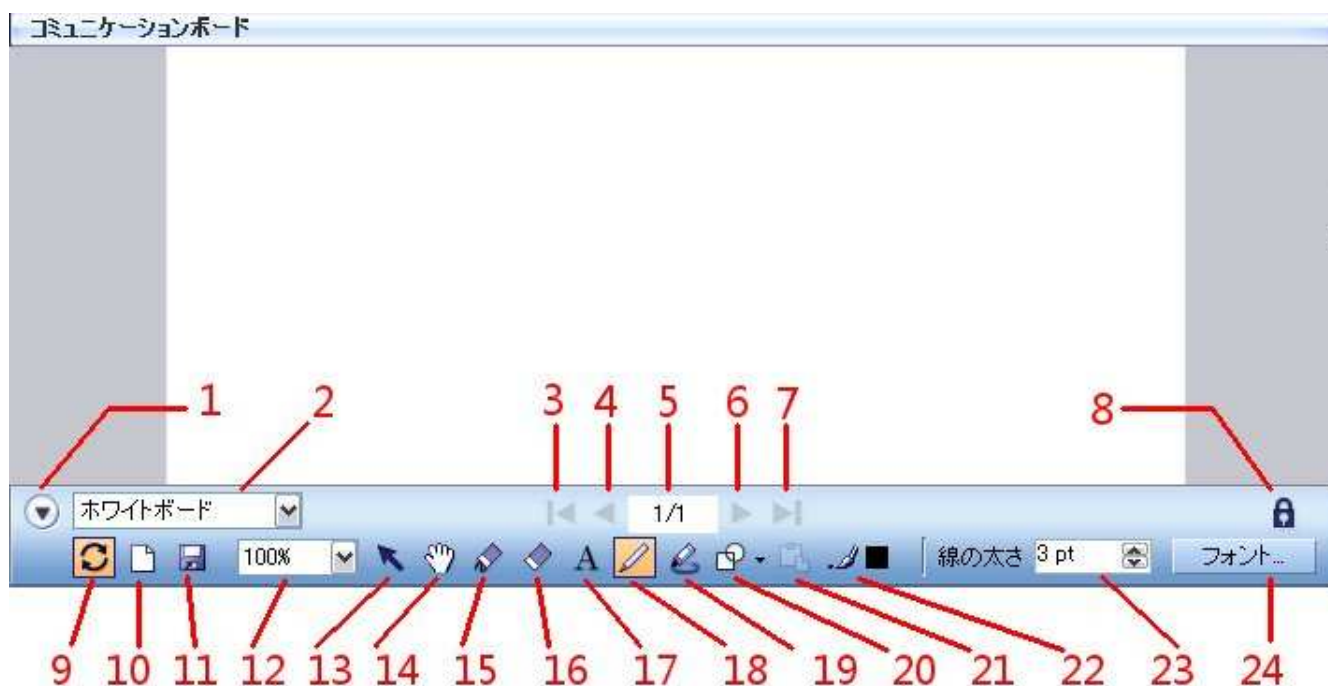 コミュニケーションボード
1 2 3 4 5 6 7 8
ホワイトボード 1/1
100% A 線の太さ 3 pt フォント...
9 10 11 12 13 14 15 16 17 18 19 20 21 22 23 24